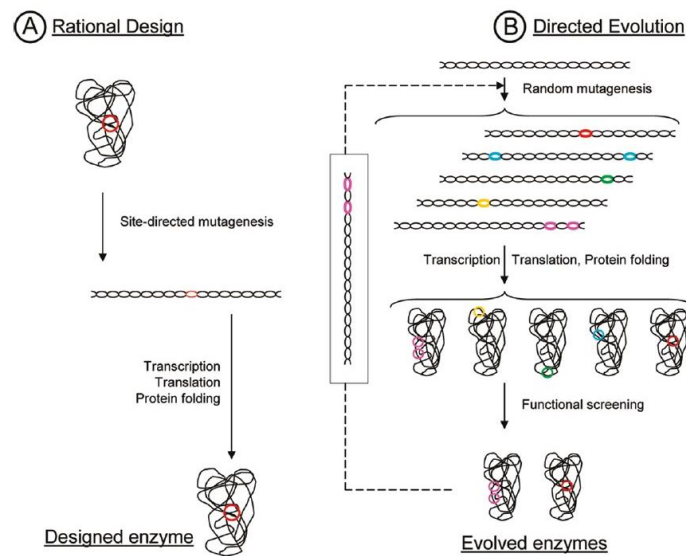 A Rational Design
Site-directed mutagenesis
Transcription
Translation
Protein folding
Designed enzyme
B Directed Evolution
Random mutagenesis
Transcription Translation, Protein folding
Functional screening
Evolved enzymes